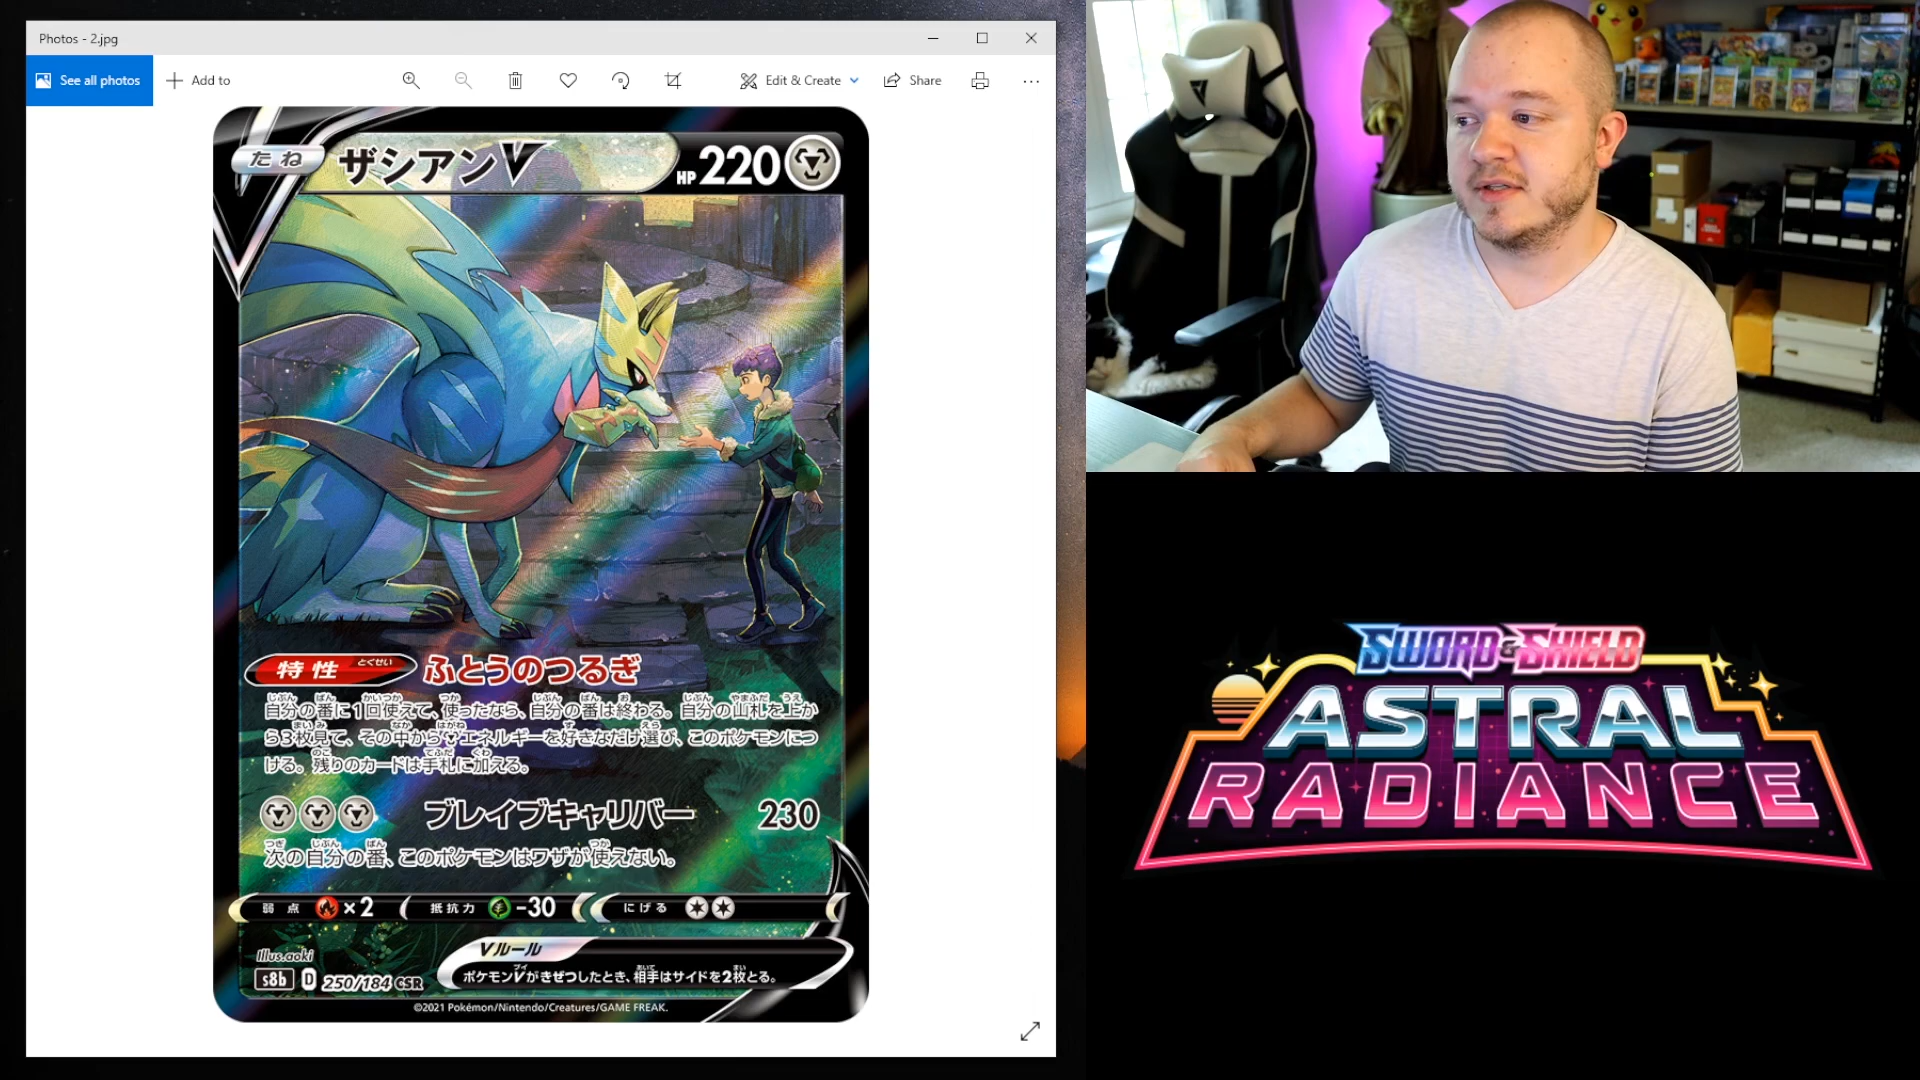 Photos - 2.jpg
See all photos
Add to
Edit & Create
Share
たね
ザシアンV
HP 220
特性 とくせい
ふとうのつるぎ
自分の番に1回使えて、使ったなら、自分の番は終わる。自分の山札を上か
ら3枚見て、その中からエネルギーを好きなだけ選び、このポケモンにつ
ける。残りのカードは手札に加える。
ブレイブキャリバー 230
次の自分の番、このポケモンはワザが使えない。
弱点 ×2 抵抗力 -30 にげる
Illus.aoki
Vルール
s8b D 250/184 CSR
ポケモンVがきぜつしたとき、相手はサイドを2枚とる。
©2021 Pokémon/Nintendo/Creatures/GAME FREAK.
SWORD & SHIELD
ASTRAL
RADIANCE